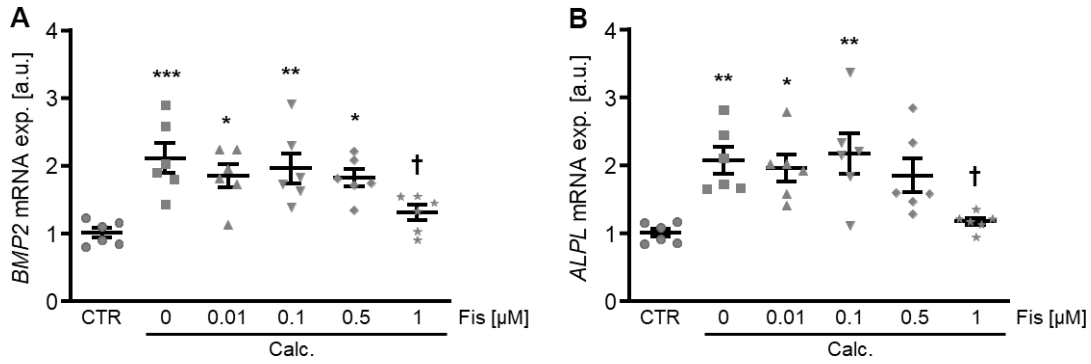 A
BMP2 mRNA exp. [a.u.]
4
3
2
1
0
***
*
**
*
†
CTR 0 0.01 0.1 0.5 1 Fis [µM]
Calc.
B
ALPL mRNA exp. [a.u.]
4
3
2
1
0
**
*
**
†
CTR 0 0.01 0.1 0.5 1 Fis [µM]
Calc.